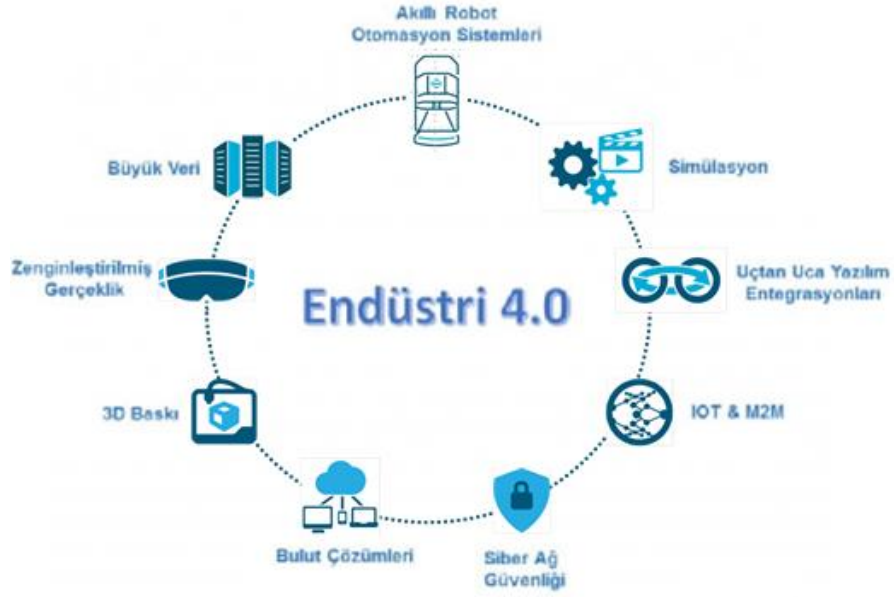 Akıllı Robot
Otomasyon Sistemleri
Büyük Veri
Simülasyon
Zenginleştirilmiş
Gerçeklik
Endüstri 4.0
Uçtan Uca Yazılım
Entegrasyonları
3D Baskı
IOT & M2M
Bulut Çözümleri
Siber Ağ
Güvenliği